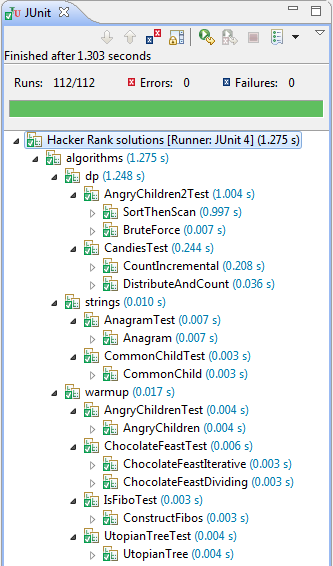 JUnit
Finished after 1.303 seconds
Runs: 112/112 Errors: 0 Failures: 0
Hacker Rank solutions [Runner: JUnit 4] (1.275 s)
algorithms (1.275 s)
dp (1.248 s)
AngryChildren2Test (1.004 s)
SortThenScan (0.997 s)
BruteForce (0.007 s)
CandiesTest (0.244 s)
CountIncremental (0.208 s)
DistributeAndCount (0.036 s)
strings (0.010 s)
AnagramTest (0.007 s)
Anagram (0.007 s)
CommonChildTest (0.003 s)
CommonChild (0.003 s)
warmup (0.017 s)
AngryChildrenTest (0.004 s)
AngryChildren (0.004 s)
ChocolateFeastTest (0.006 s)
ChocolateFeastIterative (0.003 s)
ChocolateFeastDividing (0.003 s)
IsFiboTest (0.003 s)
ConstructFibos (0.003 s)
UtopianTreeTest (0.004 s)
UtopianTree (0.004 s)